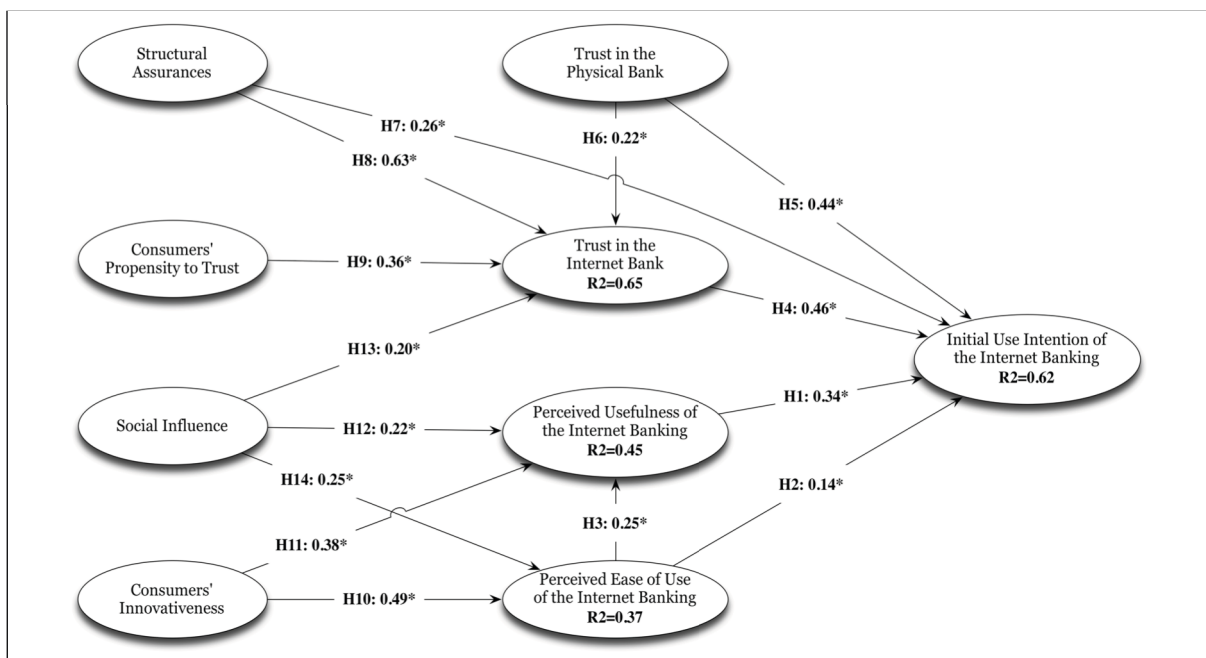 Structural
Assurances
Trust in the
Physical Bank
H7: 0.26*
H6: 0.22*
H8: 0.63*
H5: 0.44*
Consumers'
Propensity to Trust
H9: 0.36*
Trust in the
Internet Bank
R2=0.65
H4: 0.46*
Initial Use Intention of
the Internet Banking
R2=0.62
H13: 0.20*
H1: 0.34*
Social Influence
H12: 0.22*
Perceived Usefulness of
the Internet Banking
R2=0.45
H14: 0.25*
H2: 0.14*
H3: 0.25*
H11: 0.38*
Consumers'
Innovativeness
H10: 0.49*
Perceived Ease of Use
of the Internet Banking
R2=0.37